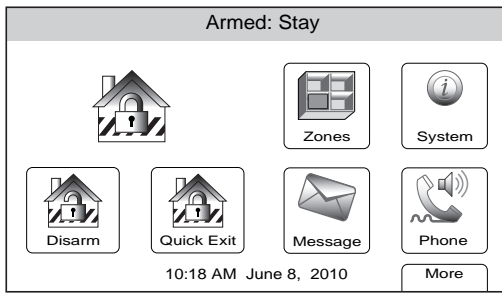 Armed: Stay
Zones
System
Disarm
Quick Exit
Message
Phone
10:18 AM June 8, 2010
More